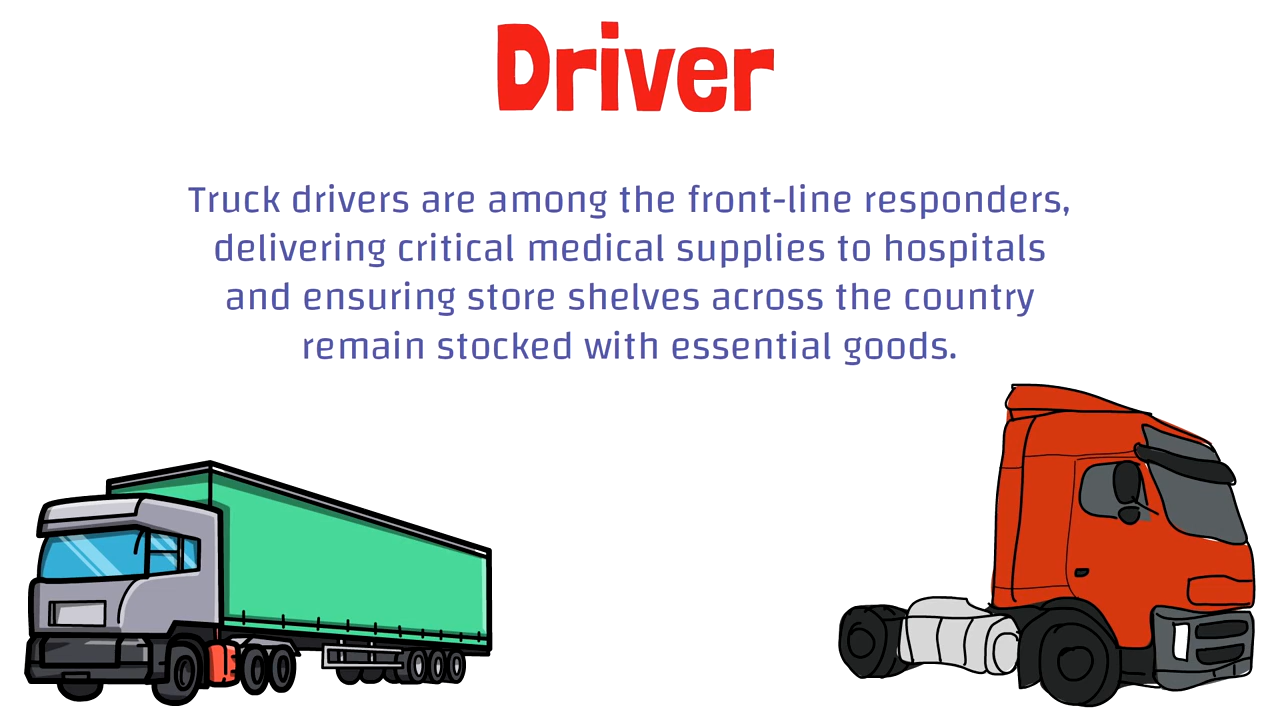 Driver
Truck drivers are among the front-line responders,
delivering critical medical supplies to hospitals
and ensuring store shelves across the country
remain stocked with essential goods.